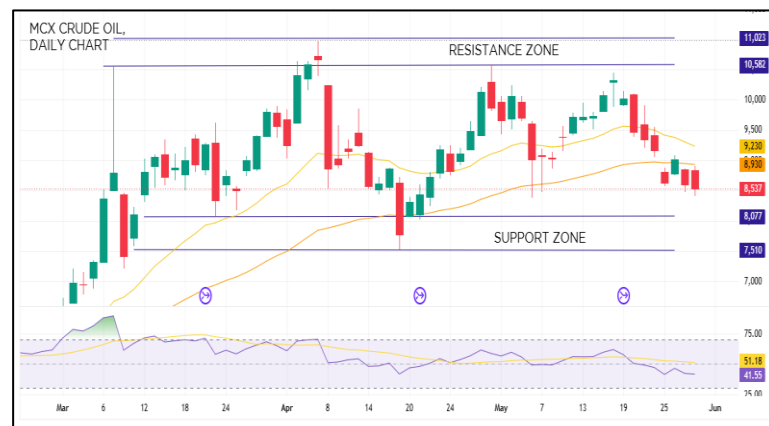 MCX CRUDE OIL,
DAILY CHART
RESISTANCE ZONE
SUPPORT ZONE
11,023
10,582
10,000
9,500
9,230
8,930
8,537
8,077
7,510
7,000
75.00
51.18
41.55
25.00
Mar 6 12 18 24 Apr 8 14 20 24 May 7 13 19 25 Jun